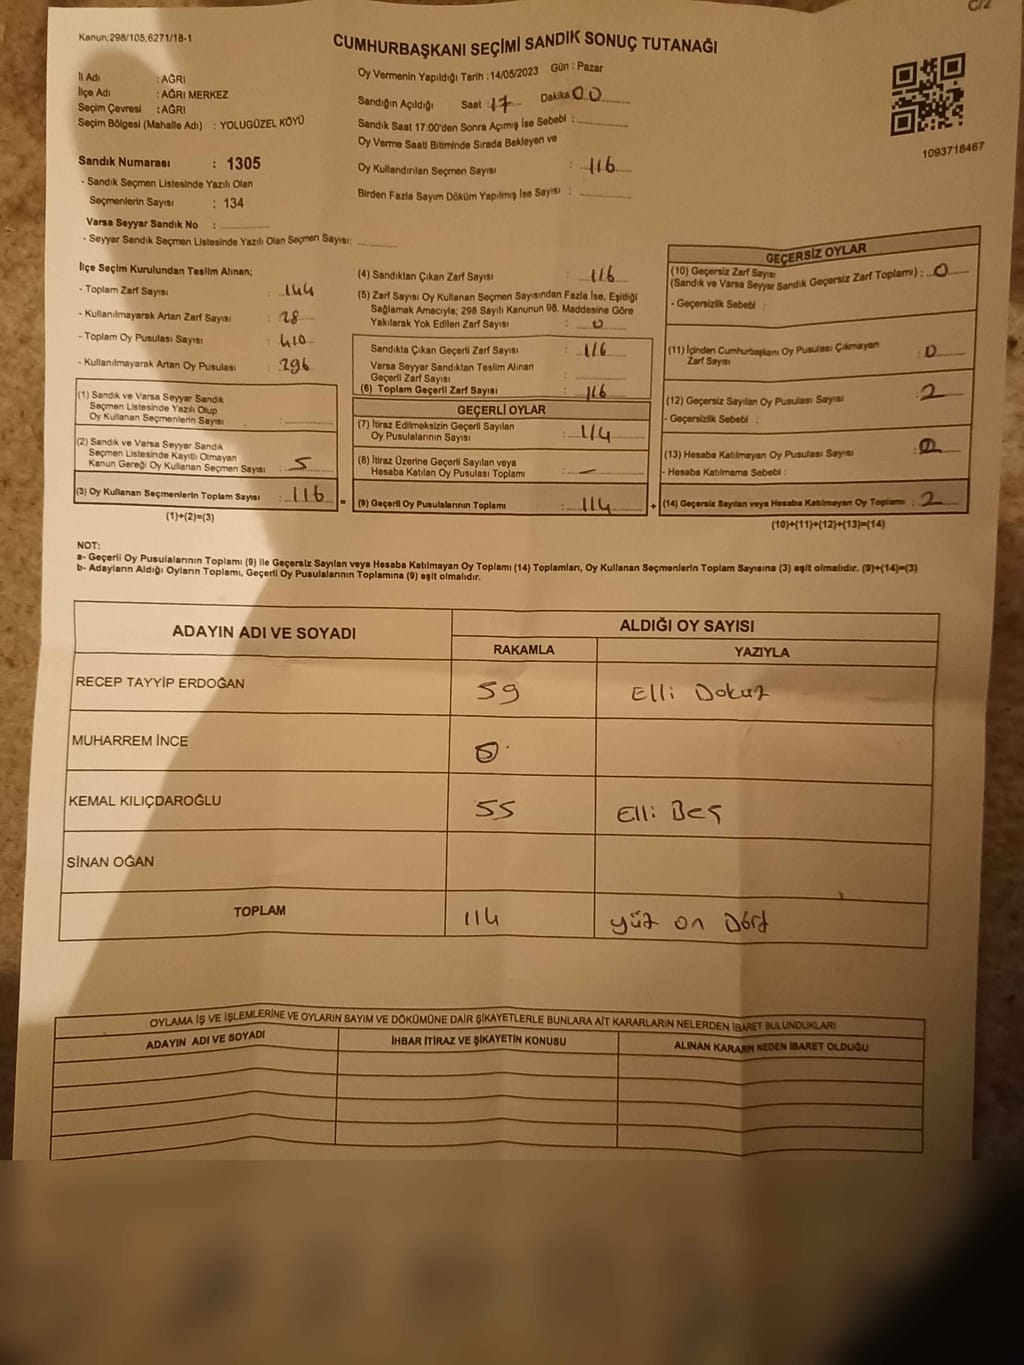 C/2
Kanun:298/105,6271/18-1
CUMHURBAŞKANI SEÇİMİ SANDIK SONUÇ TUTANAĞI
İl Adı : AĞRI
İlçe Adı : AĞRI MERKEZ
Seçim Çevresi : AĞRI
Seçim Bölgesi (Mahalle Adı) : YOLUGÜZEL KÖYÜ
Oy Vermenin Yapıldığı Tarih : 14/05/2023 Gün : Pazar
Sandığın Açıldığı Saat : 17 Dakika 00
Sandık Saat 17:00'den Sonra Açımış İse Sebebi :
Oy Verme Saati Bitiminde Sırada Bekleyen ve
Oy Kullandırılan Seçmen Sayısı : 116
Birden Fazla Sayım Döküm Yapılmış İse Sayısı :
1093718467
Sandık Numarası : 1305
- Sandık Seçmen Listesinde Yazılı Olan
Seçmenlerin Sayısı : 134
Varsa Seyyar Sandık No :
- Seyyar Sandık Seçmen Listesinde Yazılı Olan Seçmen Sayısı:
İlçe Seçim Kurulundan Teslim Alınan;
- Toplam Zarf Sayısı : 144
- Kullanılmayarak Artan Zarf Sayısı : 28
- Toplam Oy Pusulası Sayısı : 410
- Kullanılmayarak Artan Oy Pusulası : 296
(1) Sandık ve Varsa Seyyar Sandık
Seçmen Listesinde Yazılı Olup
Oy Kullanan Seçmenlerin Sayısı :
(2) Sandık ve Varsa Seyyar Sandık
Seçmen Listesinde Kayıtlı Olmayan
Kanun Gereği Oy Kullanan Seçmen Sayısı : 5
(3) Oy Kullanan Seçmenlerin Toplam Sayısı : 116 =
(1)+(2)=(3)
(4) Sandıktan Çıkan Zarf Sayısı : 116
(5) Zarf Sayısı Oy Kullanan Seçmen Sayısından Fazla İse, Eşitliği
Sağlamak Amacıyla; 298 Sayılı Kanunun 98. Maddesine Göre
Yakılarak Yok Edilen Zarf Sayısı : 0
Sandıkta Çıkan Geçerli Zarf Sayısı : 116
Varsa Seyyar Sandıktan Teslim Alınan
Geçerli Zarf Sayısı :
(6) Toplam Geçerli Zarf Sayısı : 116
GEÇERLİ OYLAR
(7) İtiraz Edilmeksizin Geçerli Sayılan
Oy Pusulalarının Sayısı : 114
(8) İtiraz Üzerine Geçerli Sayılan veya
Hesaba Katılan Oy Pusulası Toplamı : —
(9) Geçerli Oy Pusulalarının Toplamı : 114 +
GEÇERSİZ OYLAR
(10) Geçersiz Zarf Sayısı
(Sandık ve Varsa Seyyar Sandık Geçersiz Zarf Toplamı) : 0
- Geçersizlik Sebebi :
(11) İçinden Cumhurbaşkanı Oy Pusulası Çıkmayan
Zarf Sayısı : 0
(12) Geçersiz Sayılan Oy Pusulası Sayısı : 2
- Geçersizlik Sebebi :
(13) Hesaba Katılmayan Oy Pusulası Sayısı :
- Hesaba Katılmama Sebebi :
(14) Geçersiz Sayılan veya Hesaba Katılmayan Oy Toplamı : 2
(10)+(11)+(12)+(13)=(14)
NOT:
a- Geçerli Oy Pusulalarının Toplamı (9) ile Geçersiz Sayılan veya Hesaba Katılmayan Oy Toplamı (14) Toplamları, Oy Kullanan Seçmenlerin Toplam Sayısına (3) eşit olmalıdır. (9)+(14)=(3)
b- Adayların Aldığı Oyların Toplamı, Geçerli Oy Pusulalarının Toplamına (9) eşit olmalıdır.
ADAYIN ADI VE SOYADI
ALDIĞI OY SAYISI
RAKAMLA YAZIYLA
RECEP TAYYİP ERDOĞAN 59 Elli Dokuz
MUHARREM İNCE
KEMAL KILIÇDAROĞLU 55 Elli Beş
SİNAN OĞAN
TOPLAM 114 yüz on Dört
OYLAMA İŞ VE İŞLEMLERİNE VE OYLARIN SAYIM VE DÖKÜMÜNE DAİR ŞİKAYETLERLE BUNLARA AİT KARARLARIN NELERDEN İBARET BULUNDUKLARI
ADAYIN ADI VE SOYADI İHBAR İTİRAZ VE ŞİKAYETİN KONUSU ALINAN KARARIN NEDEN İBARET OLDUĞU